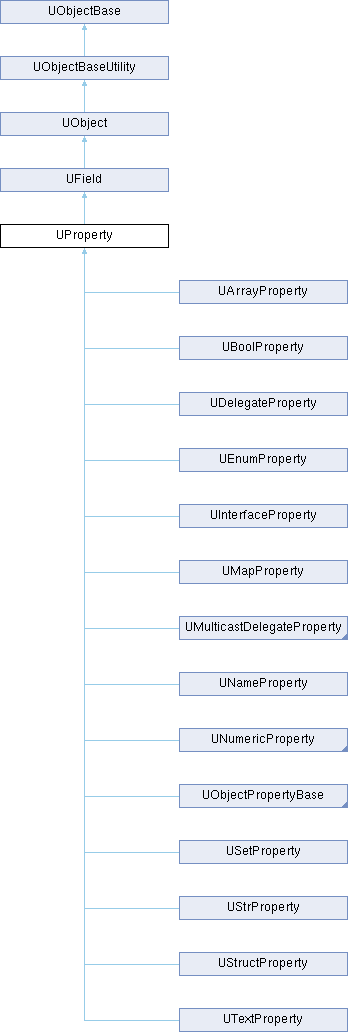 UObjectBase
UObjectBaseUtility
UObject
UField
UProperty
UArrayProperty
UBoolProperty
UDelegateProperty
UEnumProperty
UInterfaceProperty
UMapProperty
UMulticastDelegateProperty
UNameProperty
UNumericProperty
UObjectPropertyBase
USetProperty
UStrProperty
UStructProperty
UTextProperty